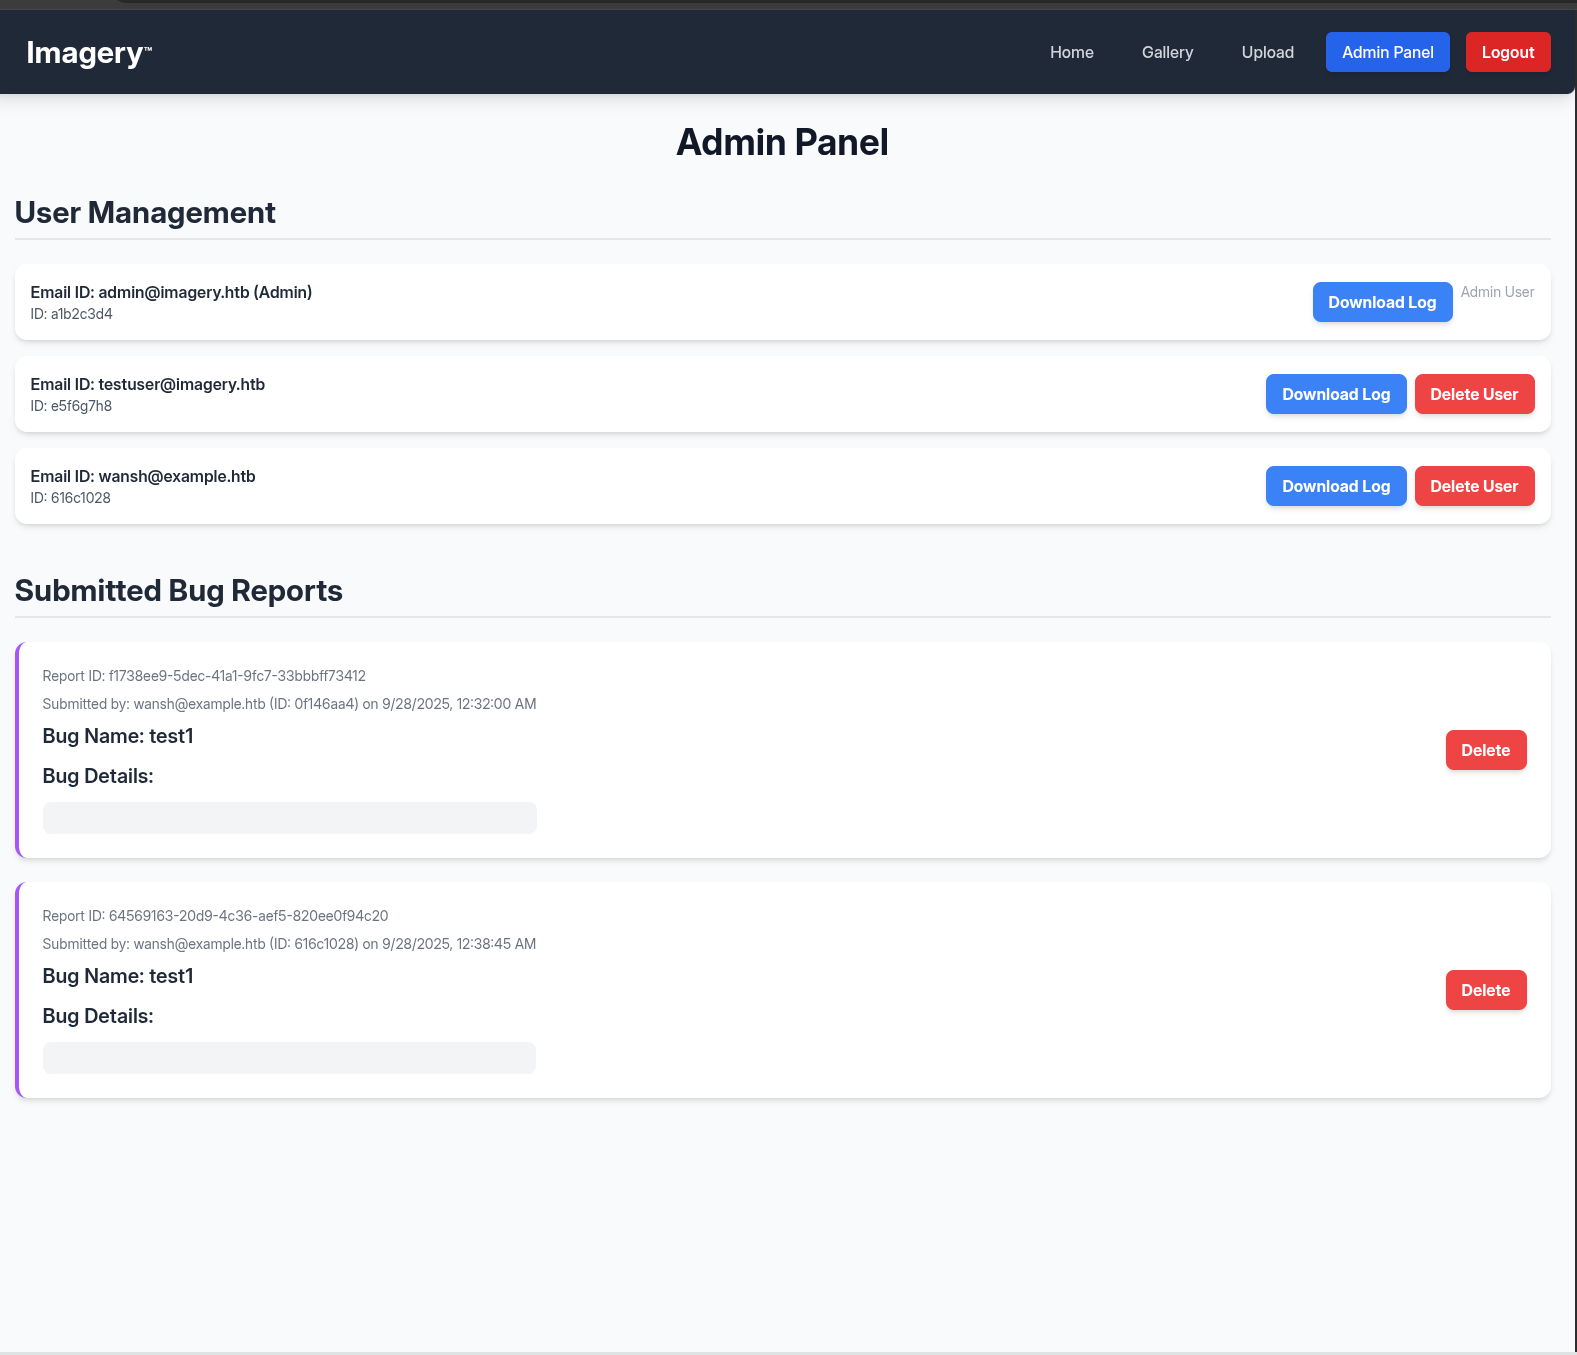 Imagery™
Home Gallery Upload Admin Panel Logout
Admin Panel
User Management
Email ID: admin@imagery.htb (Admin)
ID: a1b2c3d4
Download Log Admin User
Email ID: testuser@imagery.htb
ID: e5f6g7h8
Download Log Delete User
Email ID: wansh@example.htb
ID: 616c1028
Download Log Delete User
Submitted Bug Reports
Report ID: f1738ee9-5dec-41a1-9fc7-33bbbff73412
Submitted by: wansh@example.htb (ID: 0f146aa4) on 9/28/2025, 12:32:00 AM
Bug Name: test1
Delete
Bug Details:
Report ID: 64569163-20d9-4c36-aef5-820ee0f94c20
Submitted by: wansh@example.htb (ID: 616c1028) on 9/28/2025, 12:38:45 AM
Bug Name: test1
Delete
Bug Details: